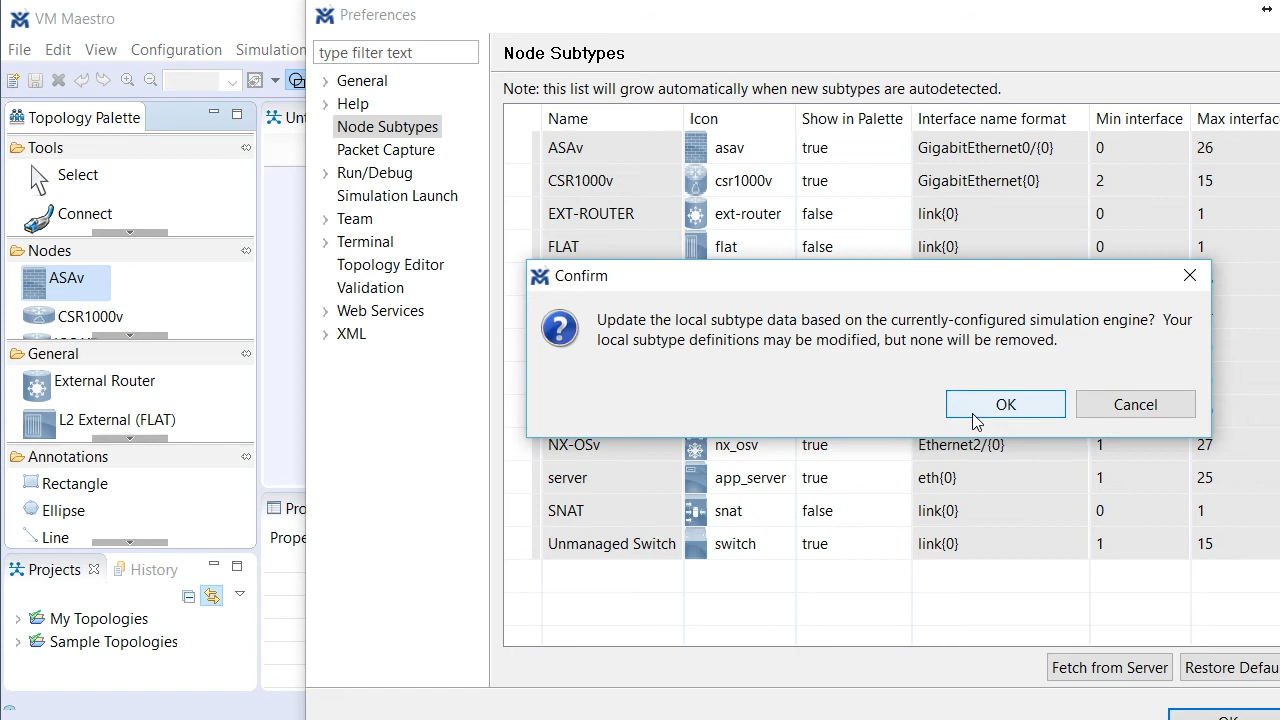 VM Maestro
File Edit View Configuration Simulation
Topology Palette
Tools
Select
Connect
Nodes
ASAv
CSR1000v
General
External Router
L2 External (FLAT)
Annotations
Rectangle
Ellipse
Line
Projects History
My Topologies
Sample Topologies
Unt
Pro
Prope
Preferences
type filter text
General
Help
Node Subtypes
Packet Capture
Run/Debug
Simulation Launch
Team
Terminal
Topology Editor
Validation
Web Services
XML
Node Subtypes
Note: this list will grow automatically when new subtypes are autodetected.
Name Icon Show in Palette Interface name format Min interface Max interfac
ASAv asav true GigabitEthernet0/{0} 0 26
CSR1000v csr1000v true GigabitEthernet{0} 2 15
EXT-ROUTER ext-router false link{0} 0 1
FLAT flat false link{0} 0 1
Confirm
Update the local subtype data based on the currently-configured simulation engine? Your
local subtype definitions may be modified, but none will be removed.
OK Cancel
NX-OSv nx_osv true Ethernet2/{0} 1 27
server app_server true eth{0} 1 25
SNAT snat false link{0} 0 1
Unmanaged Switch switch true link{0} 1 15
Fetch from Server Restore Defau